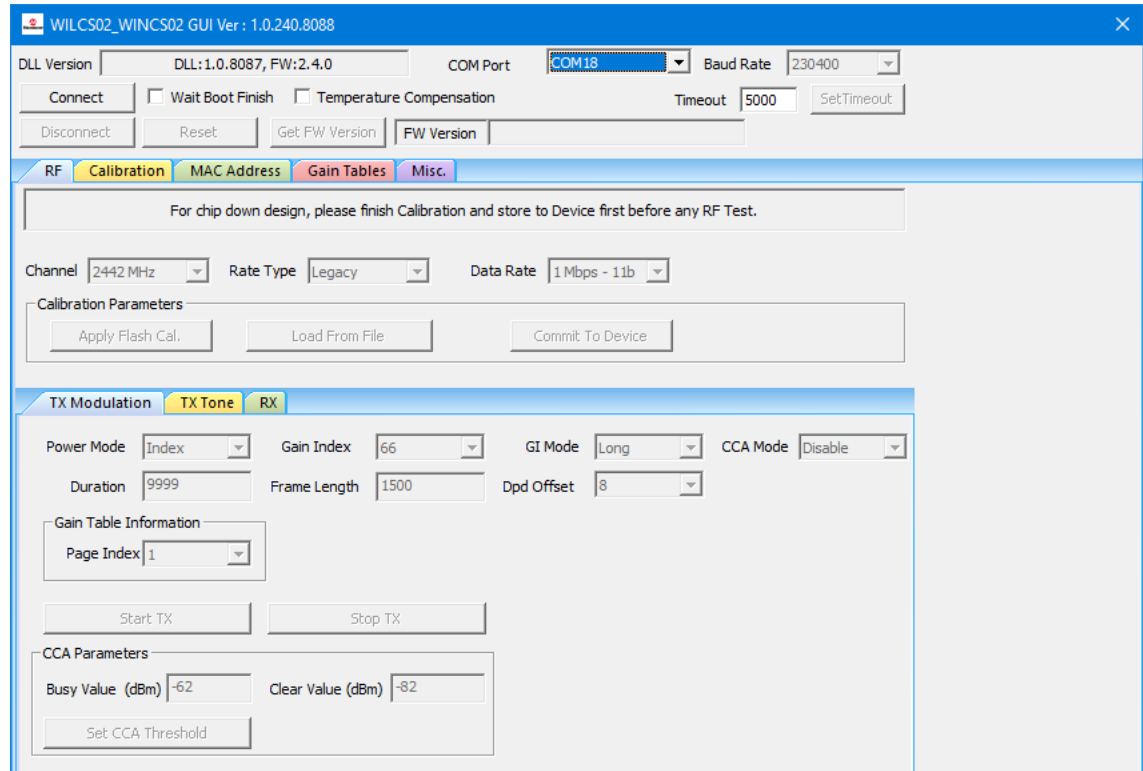 WILCS02_WINCS02 GUI Ver : 1.0.240.8088
DLL Version DLL:1.0.8087, FW:2.4.0 COM Port COM18 Baud Rate 230400
Connect Wait Boot Finish Temperature Compensation Timeout 5000 SetTimeout
Disconnect Reset Get FW Version FW Version
RF Calibration MAC Address Gain Tables Misc.
For chip down design, please finish Calibration and store to Device first before any RF Test.
Channel 2442 MHz Rate Type Legacy Data Rate 1 Mbps - 11b
Calibration Parameters
Apply Flash Cal. Load From File Commit To Device
TX Modulation TX Tone RX
Power Mode Index Gain Index 66 GI Mode Long CCA Mode Disable
Duration 9999 Frame Length 1500 Dpd Offset 8
Gain Table Information
Page Index 1
Start TX Stop TX
CCA Parameters
Busy Value (dBm) -62 Clear Value (dBm) -82
Set CCA Threshold